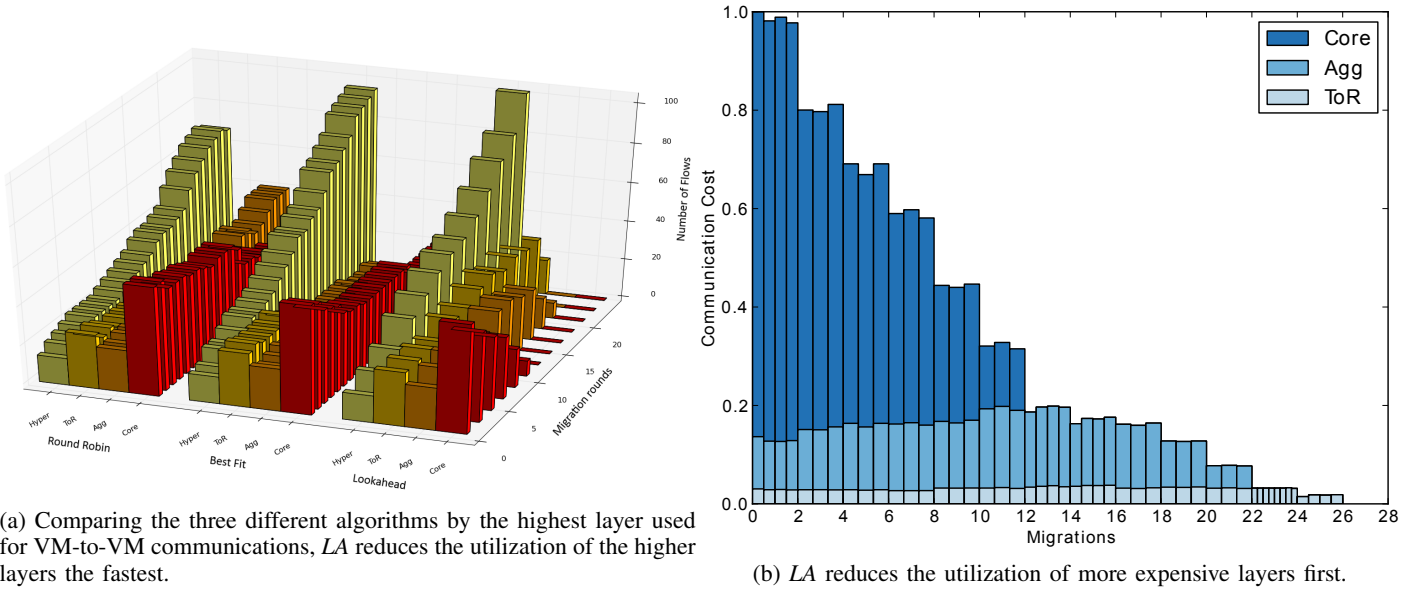 100
80
60
40
20
0
Number of Flows
20
15
10
5
0
Migration rounds
Hyper
ToR
Agg
Core
Round Robin
Hyper
ToR
Agg
Core
Best Fit
Hyper
ToR
Agg
Core
Lookahead
(a) Comparing the three different algorithms by the highest layer used
for VM-to-VM communications, LA reduces the utilization of the higher
layers the fastest.
1.0
0.8
0.6
0.4
0.2
0.0
Communication Cost
Core
Agg
ToR
0 2 4 6 8 10 12 14 16 18 20 22 24 26 28
Migrations
(b) LA reduces the utilization of more expensive layers first.